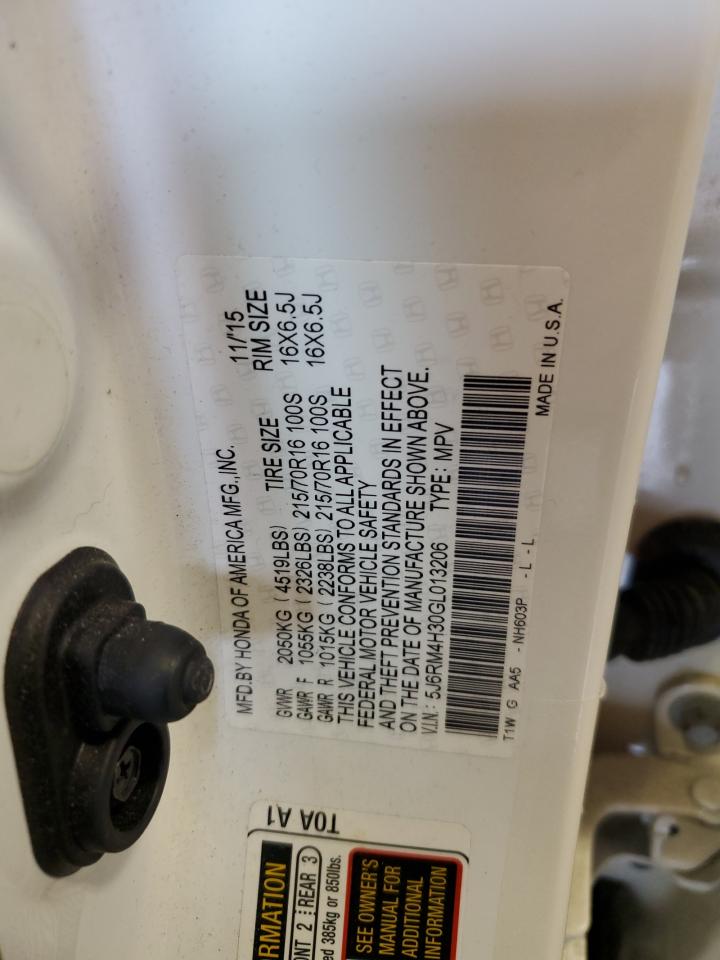 MFD.BY HONDA OF AMERICA MFG.,INC. 11/'15
TIRE SIZE RIM SIZE
GVWR 2050KG ( 4519LBS)
GAWR F 1055KG ( 2326LBS) 215/70R16 100S 16X6.5J
GAWR R 1015KG ( 2238LBS) 215/70R16 100S 16X6.5J
THIS VEHICLE CONFORMS TO ALL APPLICABLE
FEDERAL MOTOR VEHICLE SAFETY
AND THEFT PREVENTION STANDARDS IN EFFECT
ON THE DATE OF MANUFACTURE SHOWN ABOVE.
V.I.N.: 5J6RM4H30GL013206 TYPE: MPV
T1W G AA5 - NH603P - L - L
MADE IN U.S.A.
T0A A1
RMATION
ONT 2 REAR 3
ed 385kg or 850lbs.
SEE OWNER'S
MANUAL FOR
ADDITIONAL
INFORMATION